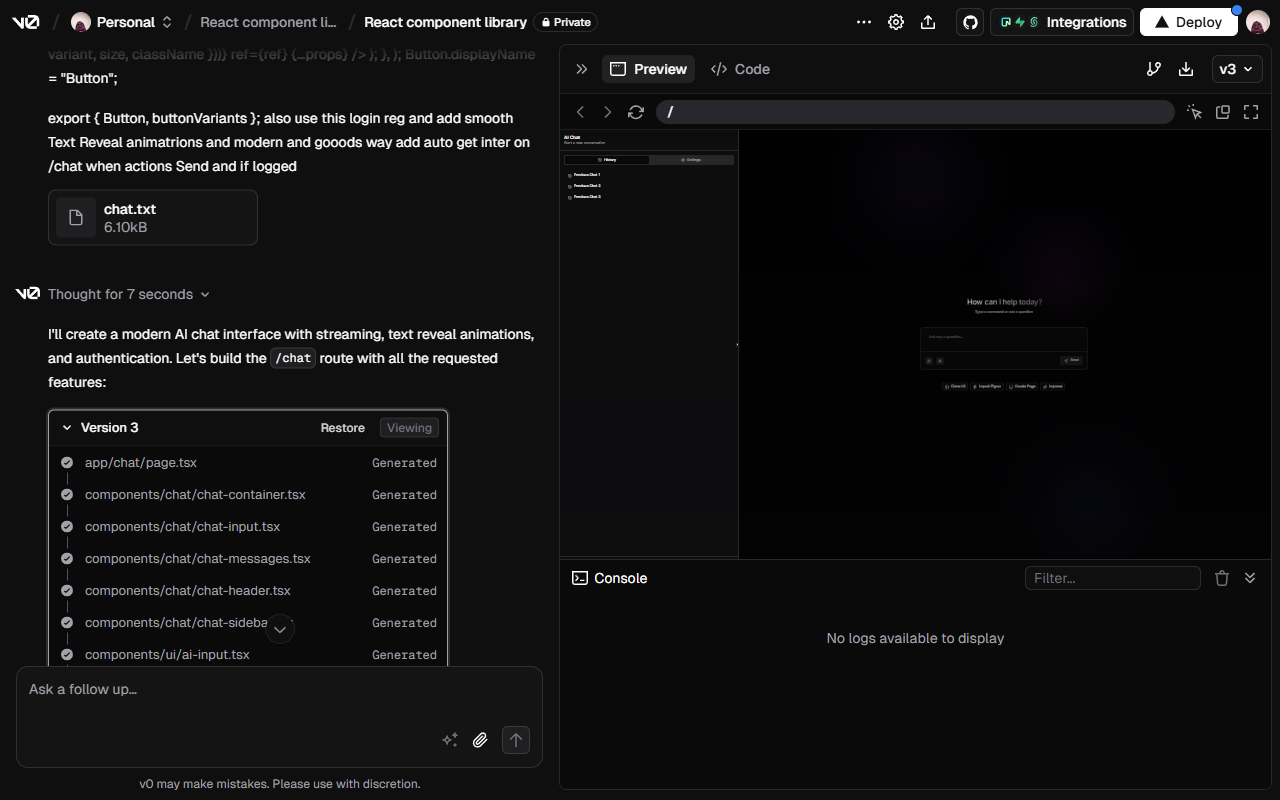 v0 / Personal / React component li... / React component library Private
Integrations
Deploy
variant, size, className }))} ref={ref} {...props} /> ); }, ); Button.displayName
= "Button";
export { Button, buttonVariants }; also use this login reg and add smooth
Text Reveal animatrions and modern and gooods way add auto get inter on
/chat when actions Send and if logged
chat.txt
6.10kB
v0 Thought for 7 seconds
I'll create a modern AI chat interface with streaming, text reveal animations,
and authentication. Let's build the /chat route with all the requested
features:
Version 3 Restore Viewing
app/chat/page.tsx Generated
components/chat/chat-container.tsx Generated
components/chat/chat-input.tsx Generated
components/chat/chat-messages.tsx Generated
components/chat/chat-header.tsx Generated
components/chat/chat-sideba Generated
components/ui/ai-input.tsx Generated
Ask a follow up...
v0 may make mistakes. Please use with discretion.
Preview Code v3
/
AI Chat
Start a new conversation
History Settings
Previous Chat 1
Previous Chat 2
Previous Chat 3
How can I help today?
Type a command or ask a question
Ask v0 a question...
Send
Clone UI Import Figma Create Page Improve
Console Filter...
No logs available to display